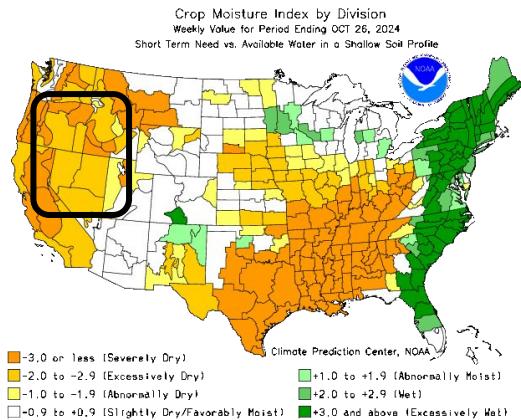 Crop Moisture Index by Division
Weekly Value for Period Ending OCT 26, 2024
Short Term Need vs. Available Water in a Shallow Soil Profile
NOAA
Climate Prediction Center, NOAA
-3.0 or less (Severely Dry)
-2.0 to -2.9 (Excessively Dry)
-1.0 to -1.9 (Abnormally Dry)
-0.9 to +0.9 (Slightly Dry/Favorably Moist)
+1.0 to +1.9 (Abnormally Moist)
+2.0 to +2.9 (Wet)
+3.0 and above (Excessively Wet)